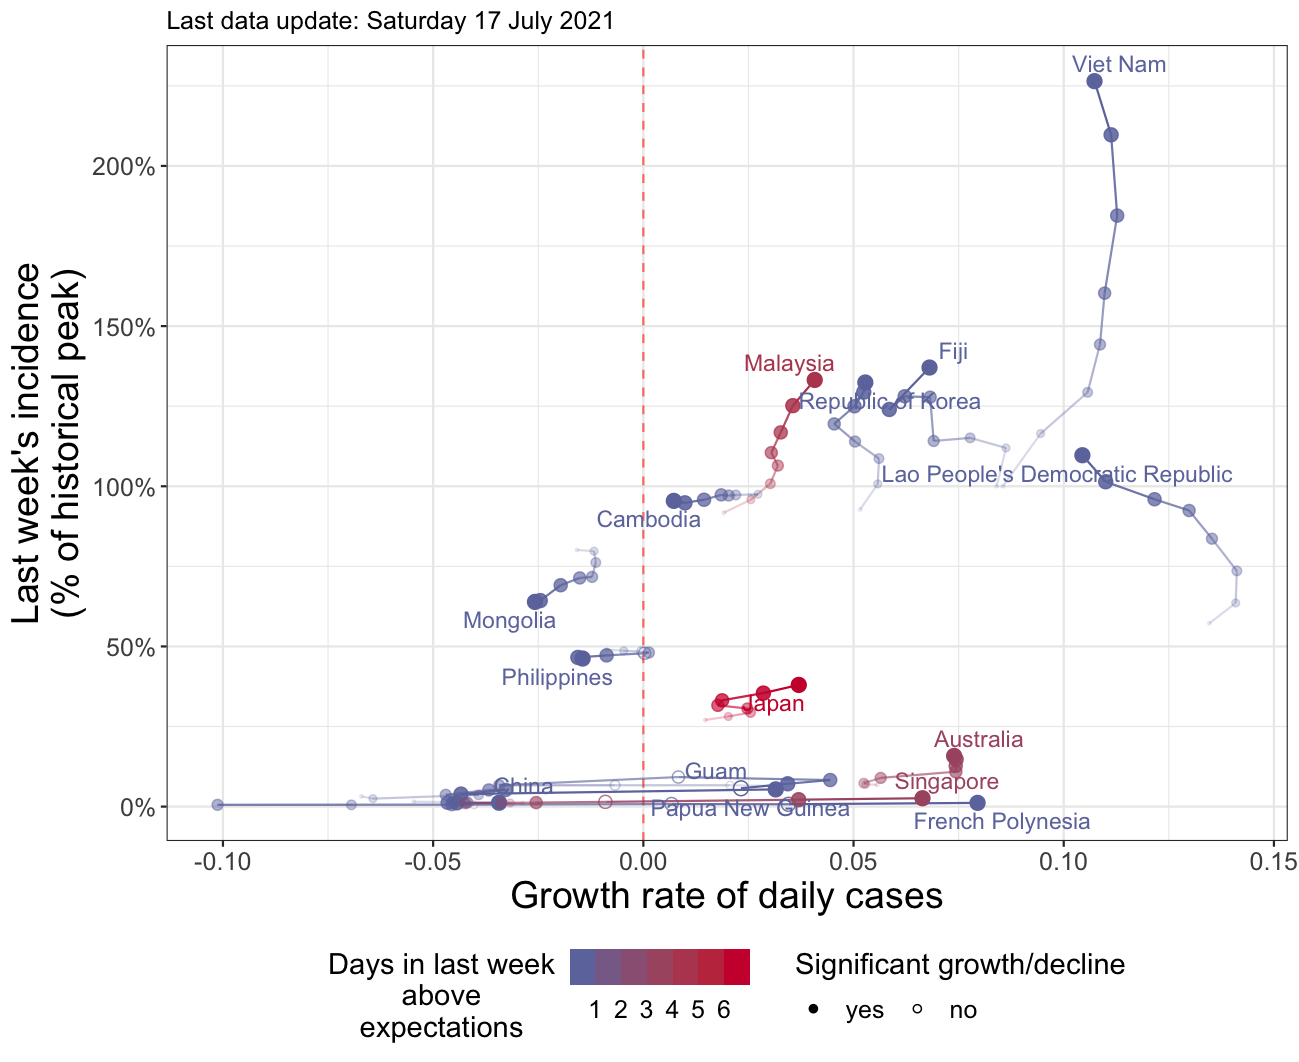 Last data update: Saturday 17 July 2021
Last week's incidence
(% of historical peak)
200%
150%
100%
50%
0%
Viet Nam
Fiji
Malaysia
Republic of Korea
Lao People's Democratic Republic
Cambodia
Mongolia
Philippines
Japan
Australia
Guam
Singapore
China
Papua New Guinea
French Polynesia
-0.10
-0.05
0.00
0.05
0.10
0.15
Growth rate of daily cases
Days in last week
above
expectations
1 2 3 4 5 6
Significant growth/decline
yes
no